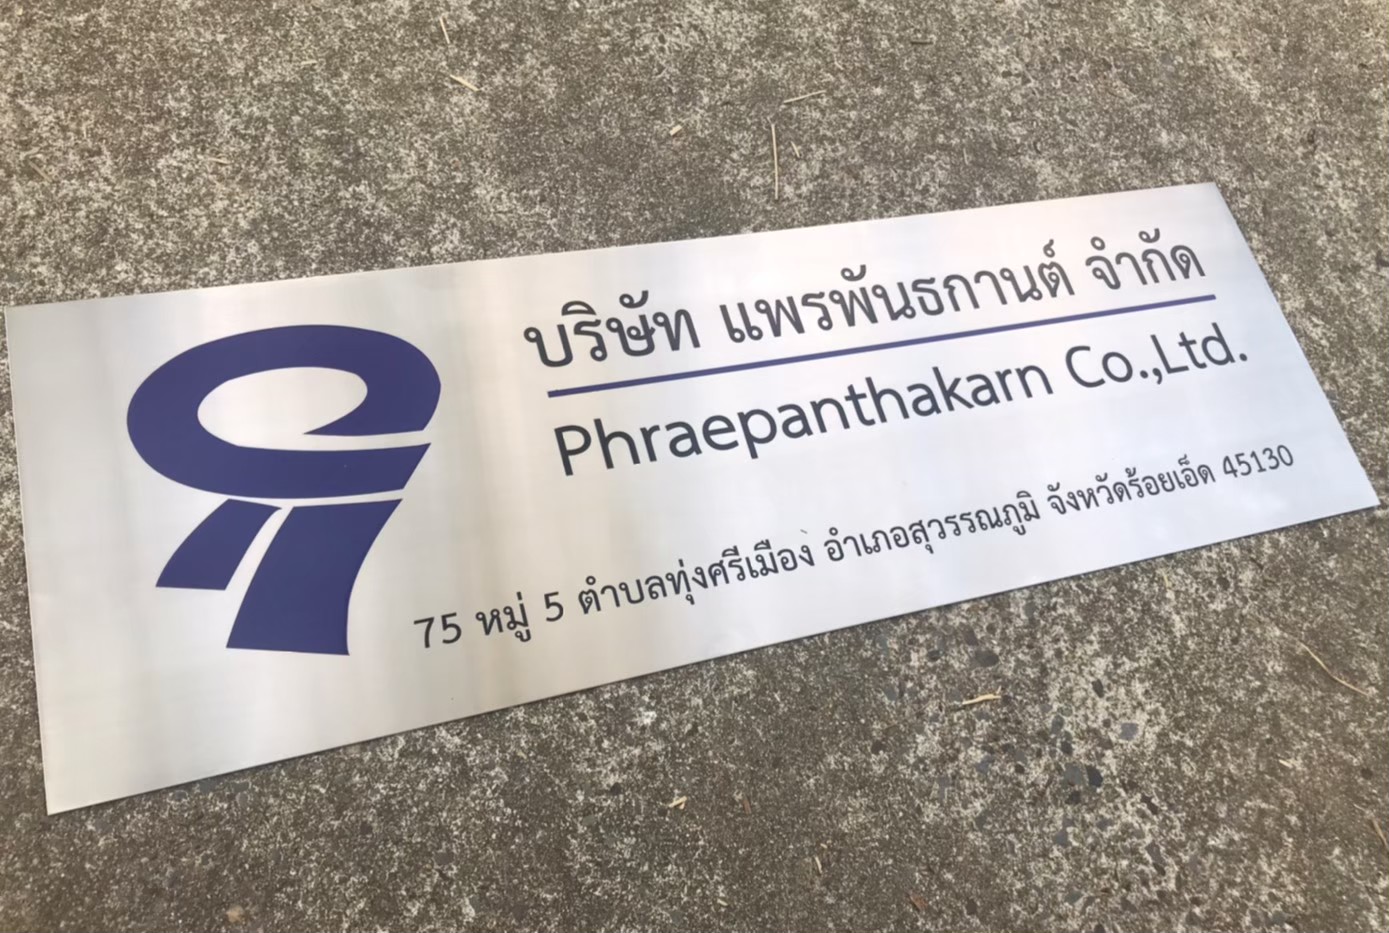 บริษัท แพรพันธกานต์ จำกัด
Phraepanthakarn Co.,Ltd.
75 หมู่ 5 ตำบลทุ่งศรีเมือง อำเภอสุวรรณภูมิ จังหวัดร้อยเอ็ด 45130